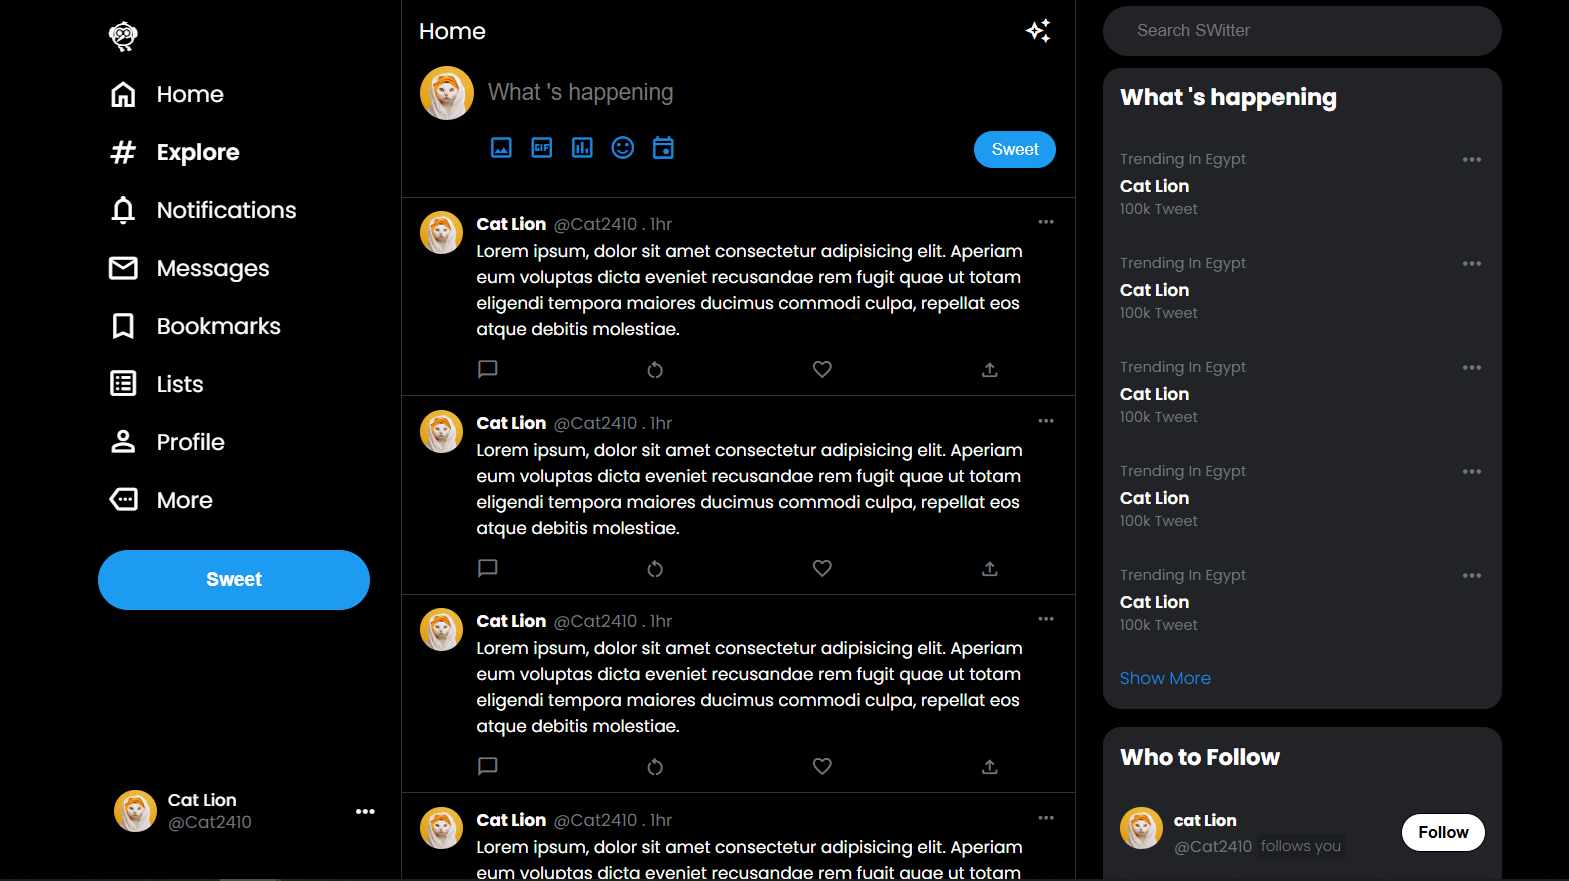 Home
Explore
Notifications
Messages
Bookmarks
Lists
Profile
More
Sweet
Cat Lion
@Cat2410
Home
What 's happening
GIF
Sweet
Cat Lion @Cat2410 . 1hr
Lorem ipsum, dolor sit amet consectetur adipisicing elit. Aperiam
eum voluptas dicta eveniet recusandae rem fugit quae ut totam
eligendi tempora maiores ducimus commodi culpa, repellat eos
atque debitis molestiae.
Cat Lion @Cat2410 . 1hr
Lorem ipsum, dolor sit amet consectetur adipisicing elit. Aperiam
eum voluptas dicta eveniet recusandae rem fugit quae ut totam
eligendi tempora maiores ducimus commodi culpa, repellat eos
atque debitis molestiae.
Cat Lion @Cat2410 . 1hr
Lorem ipsum, dolor sit amet consectetur adipisicing elit. Aperiam
eum voluptas dicta eveniet recusandae rem fugit quae ut totam
eligendi tempora maiores ducimus commodi culpa, repellat eos
atque debitis molestiae.
Cat Lion @Cat2410 . 1hr
Lorem ipsum, dolor sit amet consectetur adipisicing elit. Aperiam
eum voluptas dicta eveniet recusandae rem fugit quae ut totam
Search SWitter
What 's happening
Trending In Egypt
Cat Lion
100k Tweet
Trending In Egypt
Cat Lion
100k Tweet
Trending In Egypt
Cat Lion
100k Tweet
Trending In Egypt
Cat Lion
100k Tweet
Trending In Egypt
Cat Lion
100k Tweet
Show More
Who to Follow
cat Lion
@Cat2410 follows you
Follow